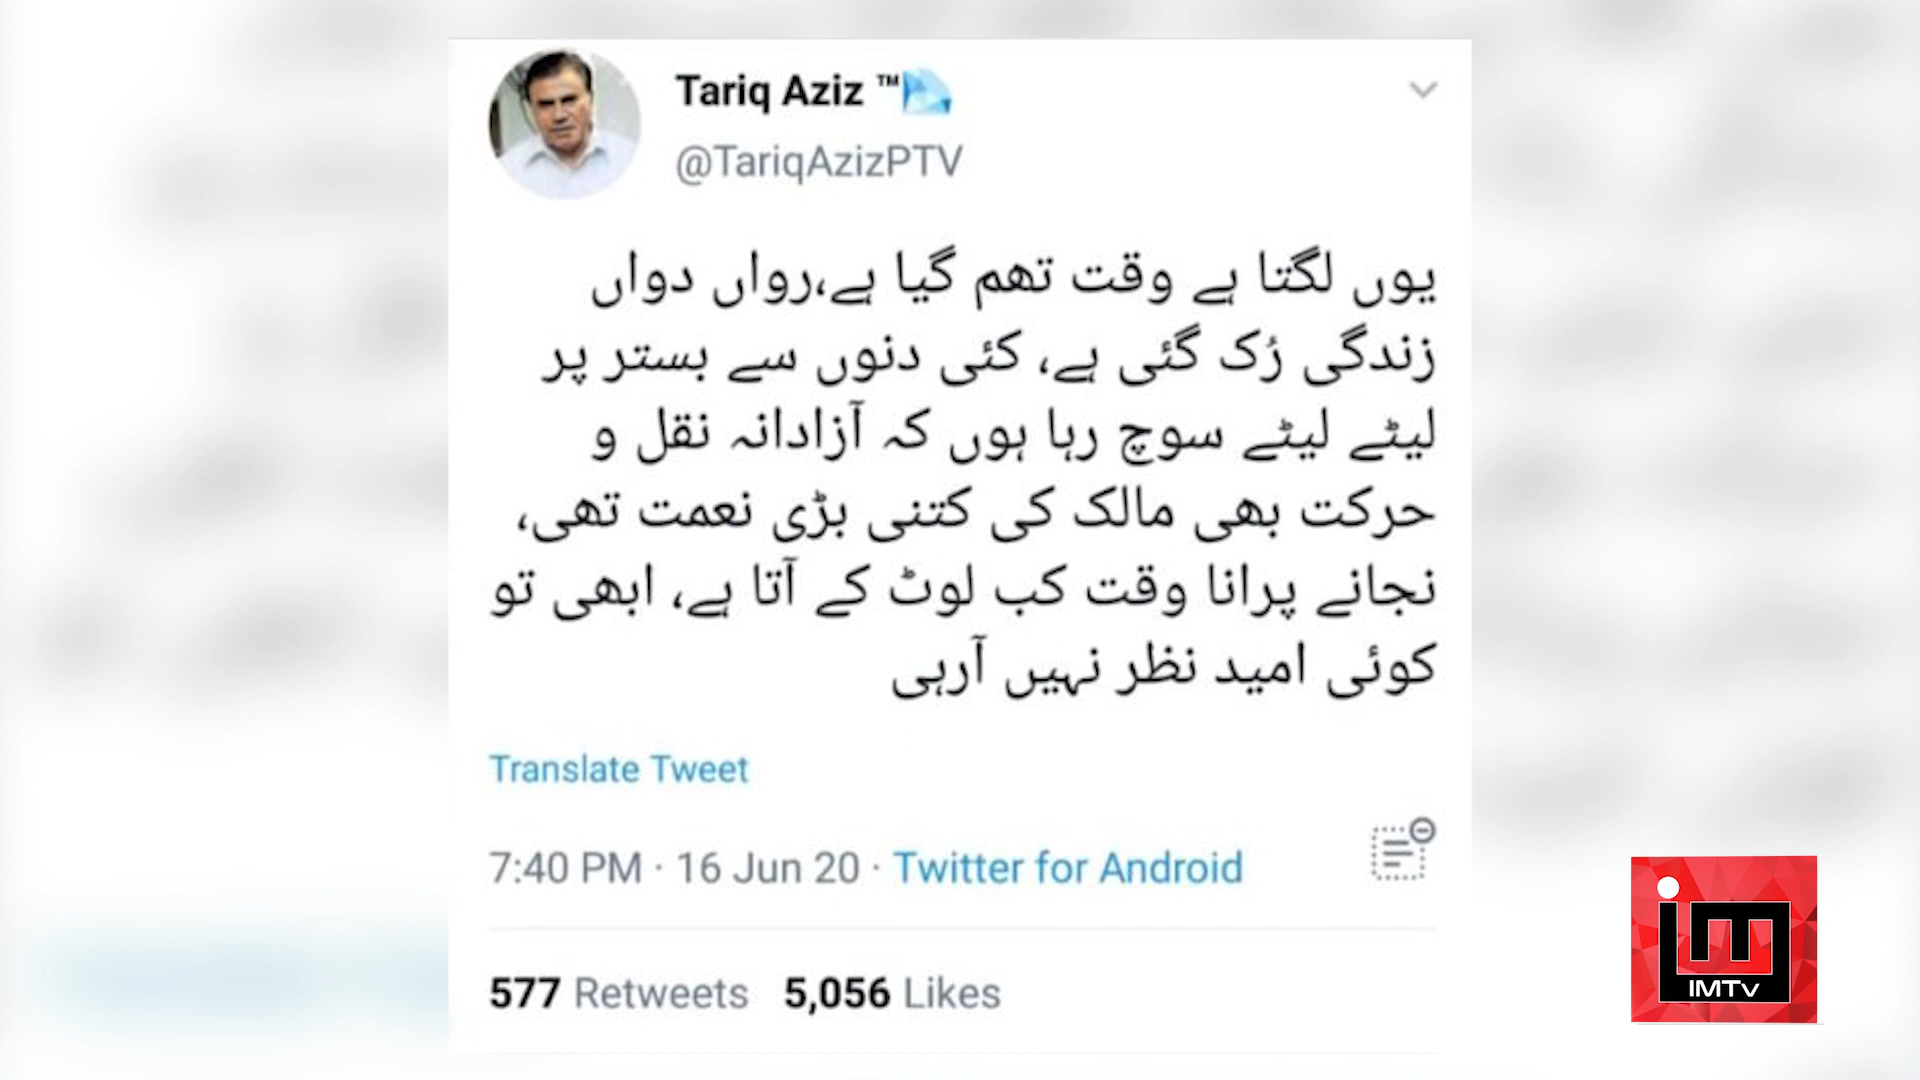 Tariq Aziz ™
@TariqAzizPTV
یوں لگتا ہے وقت تھم گیا ہے،رواں دواں
زندگی رُک گئی ہے، کئی دنوں سے بستر پر
لیٹے لیٹے سوچ رہا ہوں کہ آزادانہ نقل و
حرکت بھی مالک کی کتنی بڑی نعمت تھی،
نجانے پرانا وقت کب لوٹ کے آتا ہے، ابھی تو
کوئی امید نظر نہیں آرہی
Translate Tweet
7:40 PM · 16 Jun 20 · Twitter for Android
577 Retweets 5,056 Likes
im
IMTV